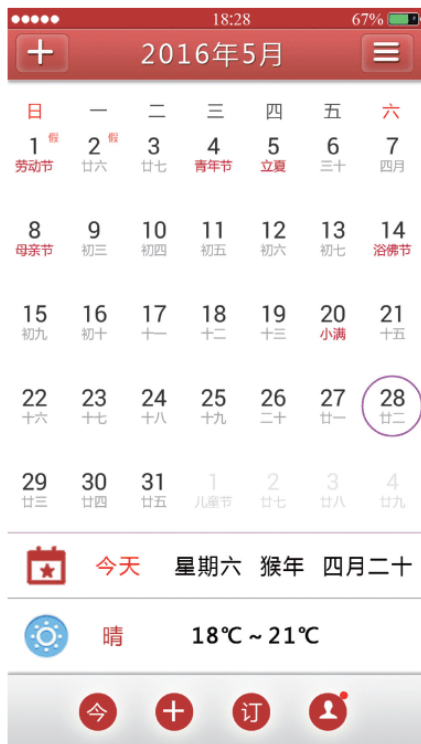 18:28 67%
2016年5月
日 一 二 三 四 五 六
1 假 2 假 3 4 5 6 7
劳动节 廿六 廿七 青年节 立夏 三十 四月
8 9 10 11 12 13 14
母亲节 初三 初四 初五 初六 初七 浴佛节
15 16 17 18 19 20 21
初九 初十 十一 十二 十三 小满 十五
22 23 24 25 26 27 28
十六 十七 十八 十九 二十 廿一 廿二
29 30 31 1 2 3 4
廿三 廿四 廿五 儿童节 廿七 廿八 廿九
今天 星期六 猴年 四月二十
晴 18℃~21℃
今 订